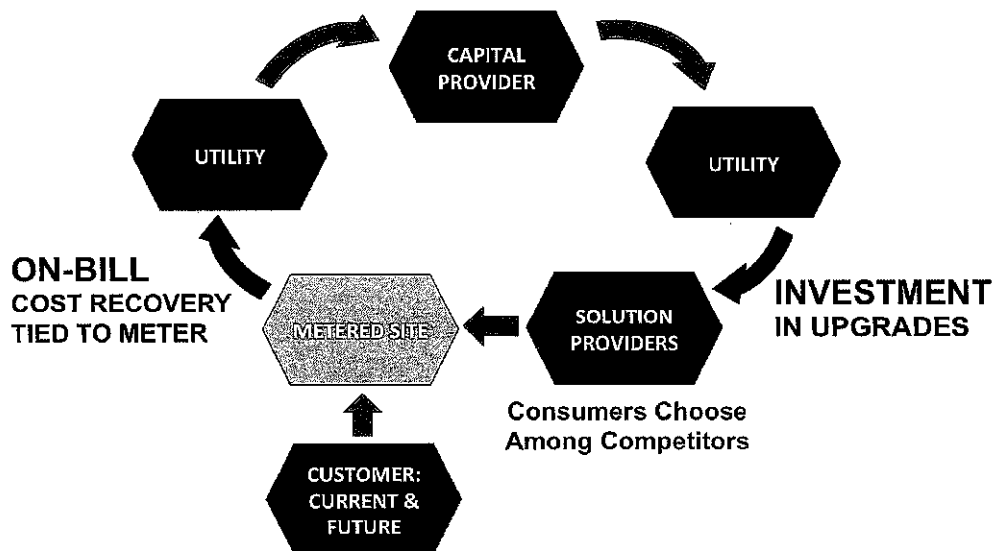 CAPITAL
PROVIDER
UTILITY
UTILITY
ON-BILL
COST RECOVERY
TIED TO METER
METERED SITE
SOLUTION
PROVIDERS
INVESTMENT
IN UPGRADES
Consumers Choose
Among Competitors
CUSTOMER:
CURRENT &
FUTURE